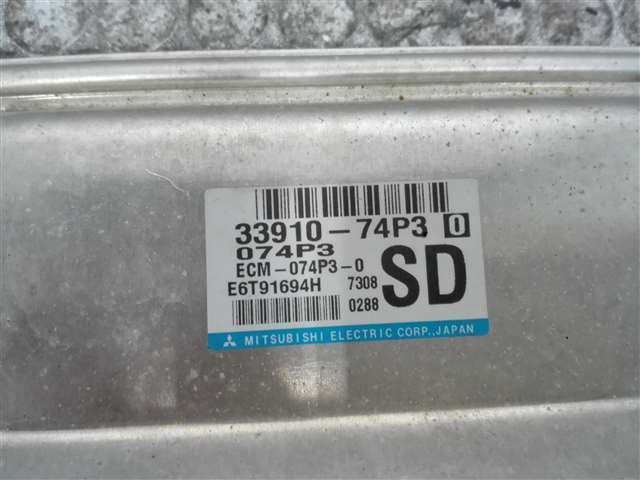 33910-74P3 0
074P3
ECM-074P3-0
E6T91694H 7308
0288
SD
MITSUBISHI ELECTRIC CORP.,JAPAN